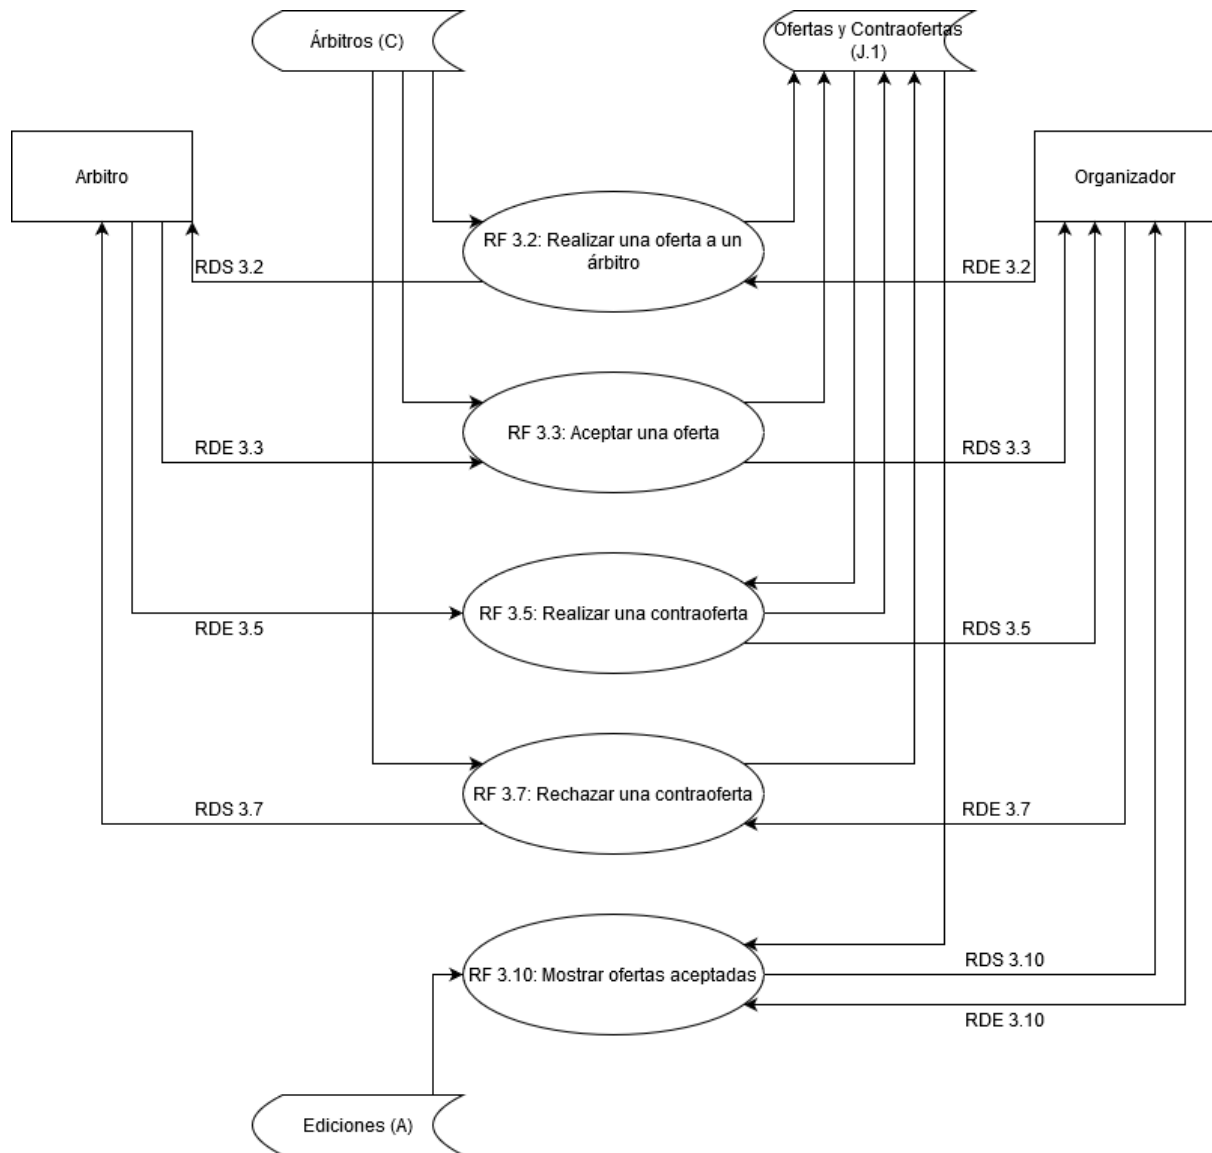 Árbitros (C)
Ofertas y Contraofertas
(J.1)
Arbitro
Organizador
RF 3.2: Realizar una oferta a un
árbitro
RDS 3.2
RDE 3.2
RF 3.3: Aceptar una oferta
RDE 3.3
RDS 3.3
RF 3.5: Realizar una contraoferta
RDE 3.5
RDS 3.5
RF 3.7: Rechazar una contraoferta
RDS 3.7
RDE 3.7
RF 3.10: Mostrar ofertas aceptadas
RDS 3.10
RDE 3.10
Ediciones (A)